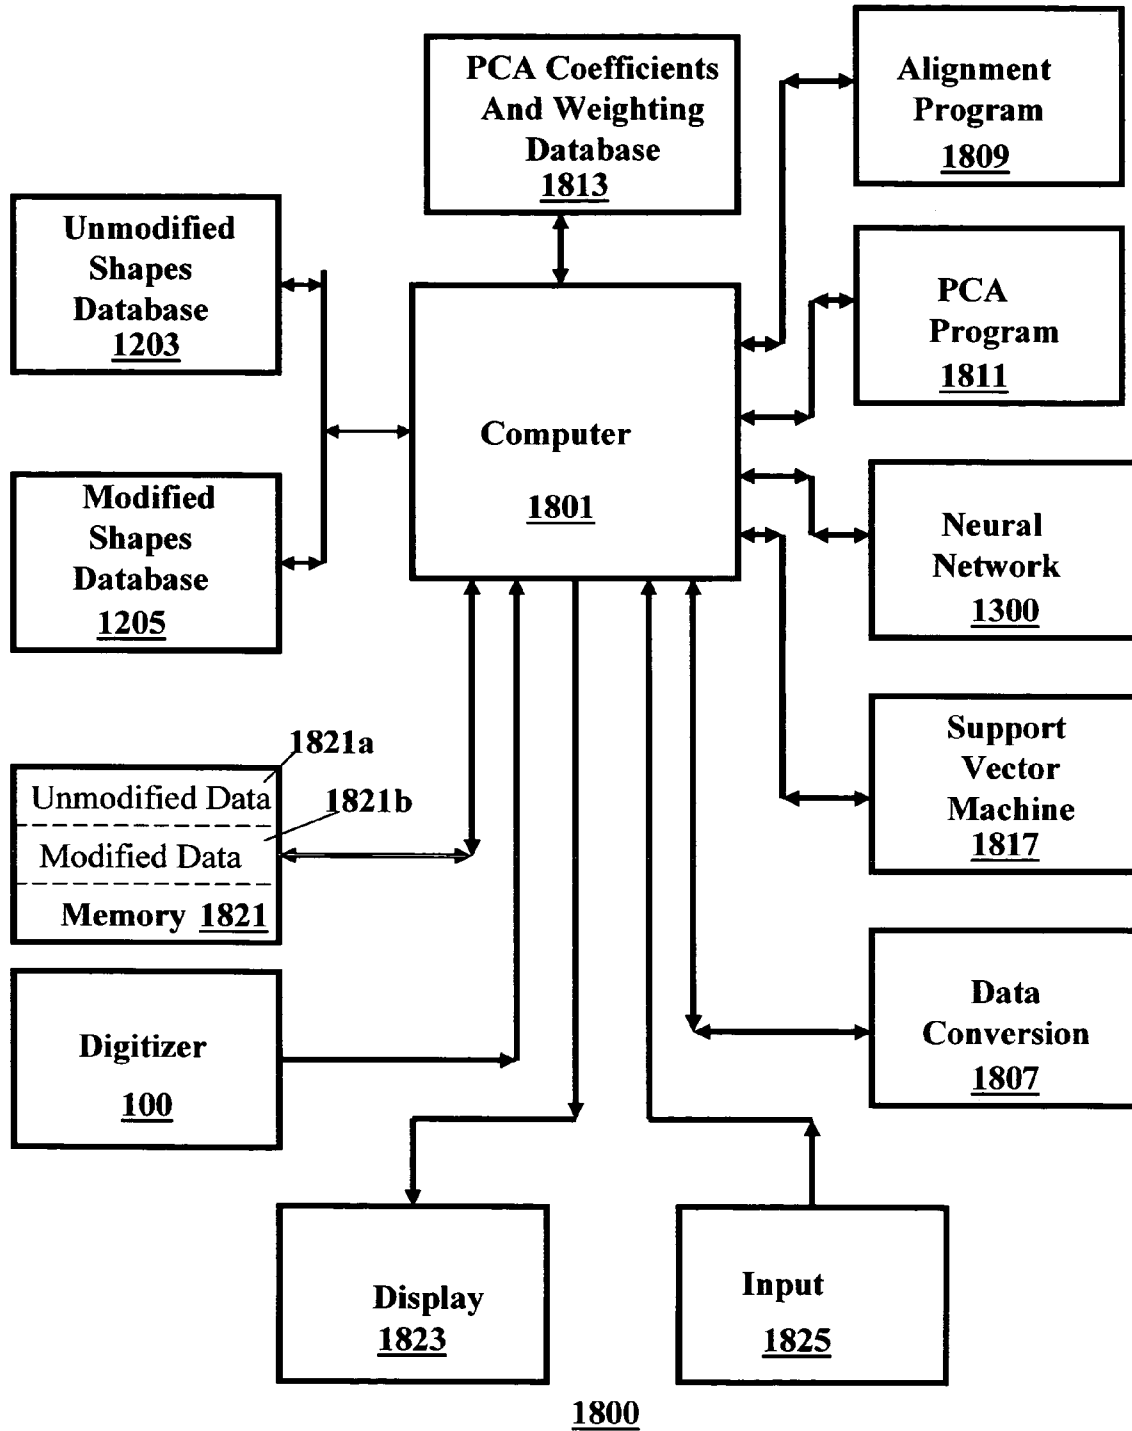 PCA Coefficients
And Weighting
Database
1813
Alignment
Program
1809
Unmodified
Shapes
Database
1203
PCA
Program
1811
Computer
1801
Modified
Shapes
Database
1205
Neural
Network
1300
Support
Vector
Machine
1817
1821a
Unmodified Data
1821b
Modified Data
Memory 1821
Digitizer
100
Data
Conversion
1807
Display
1823
Input
1825
1800